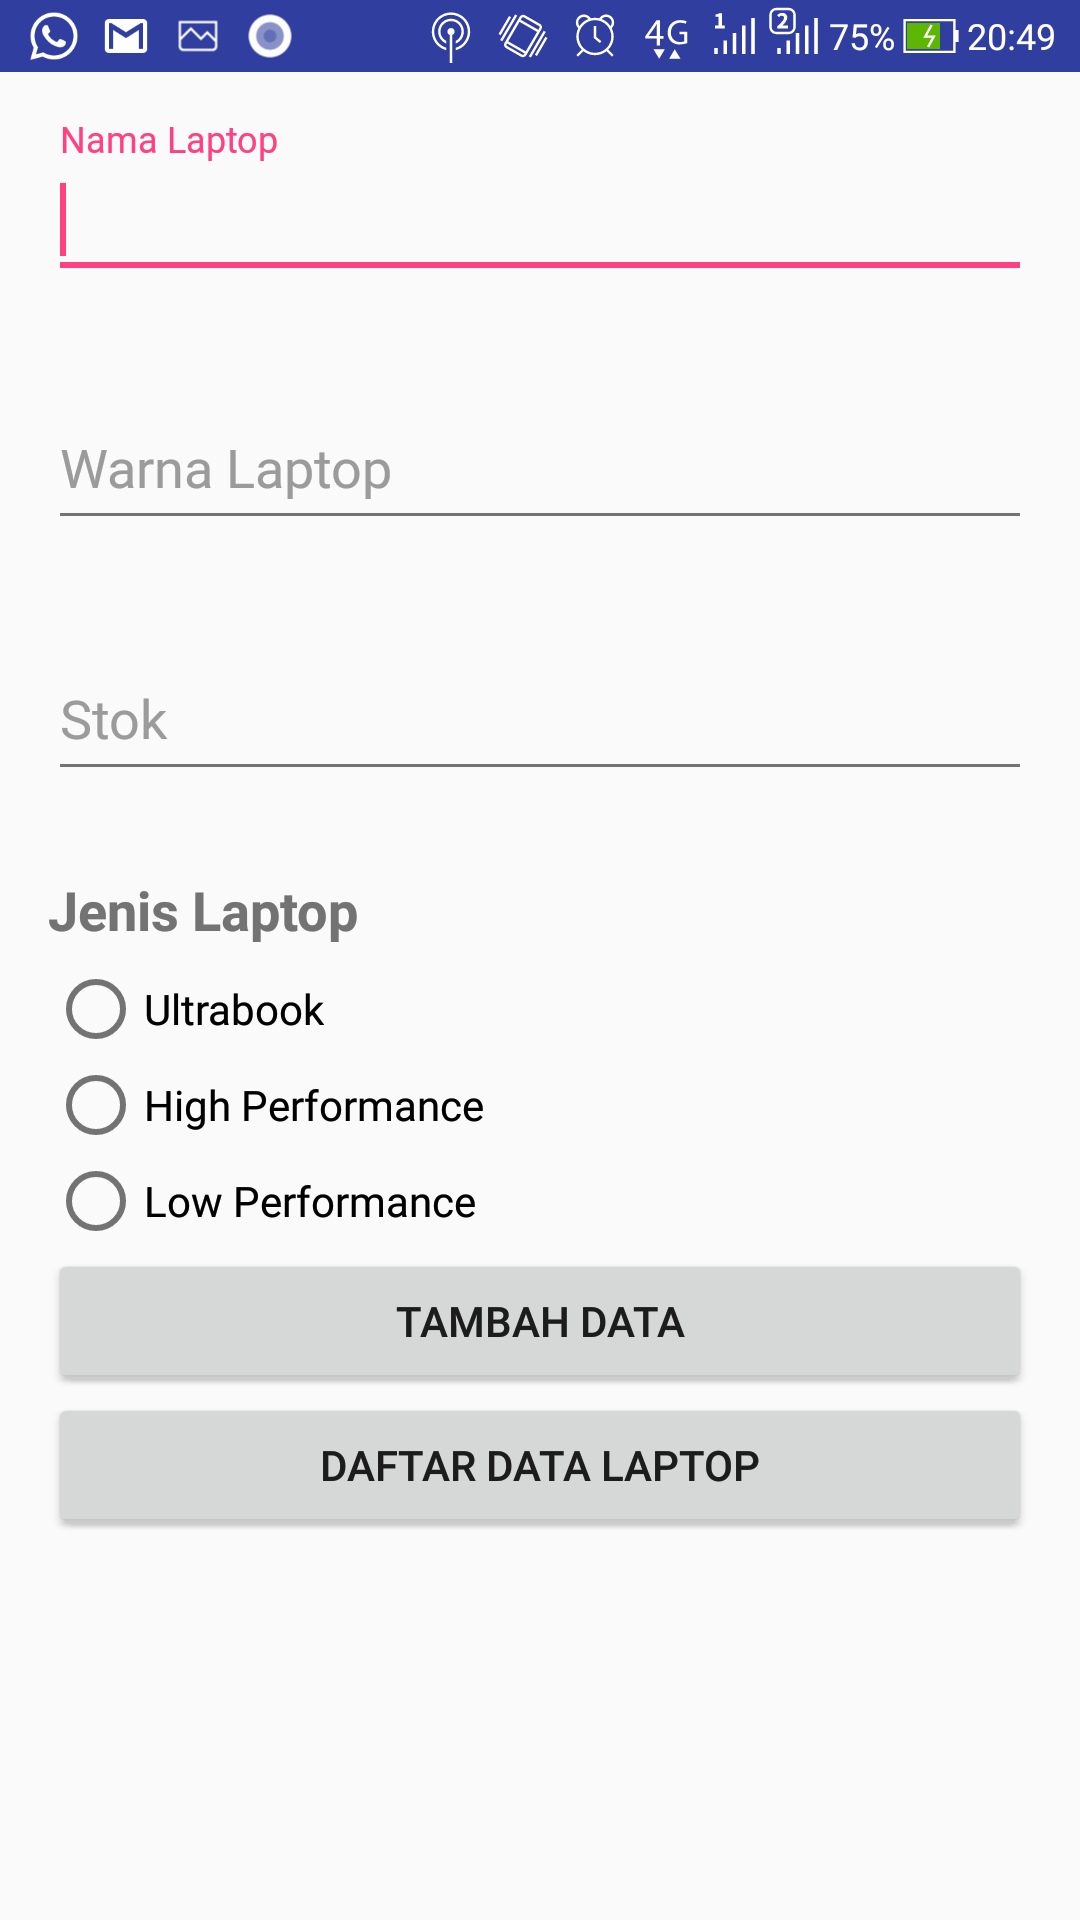 4G 1 2 75% 20:49
Nama Laptop
Warna Laptop
Stok
Jenis Laptop
Ultrabook
High Performance
Low Performance
TAMBAH DATA
DAFTAR DATA LAPTOP